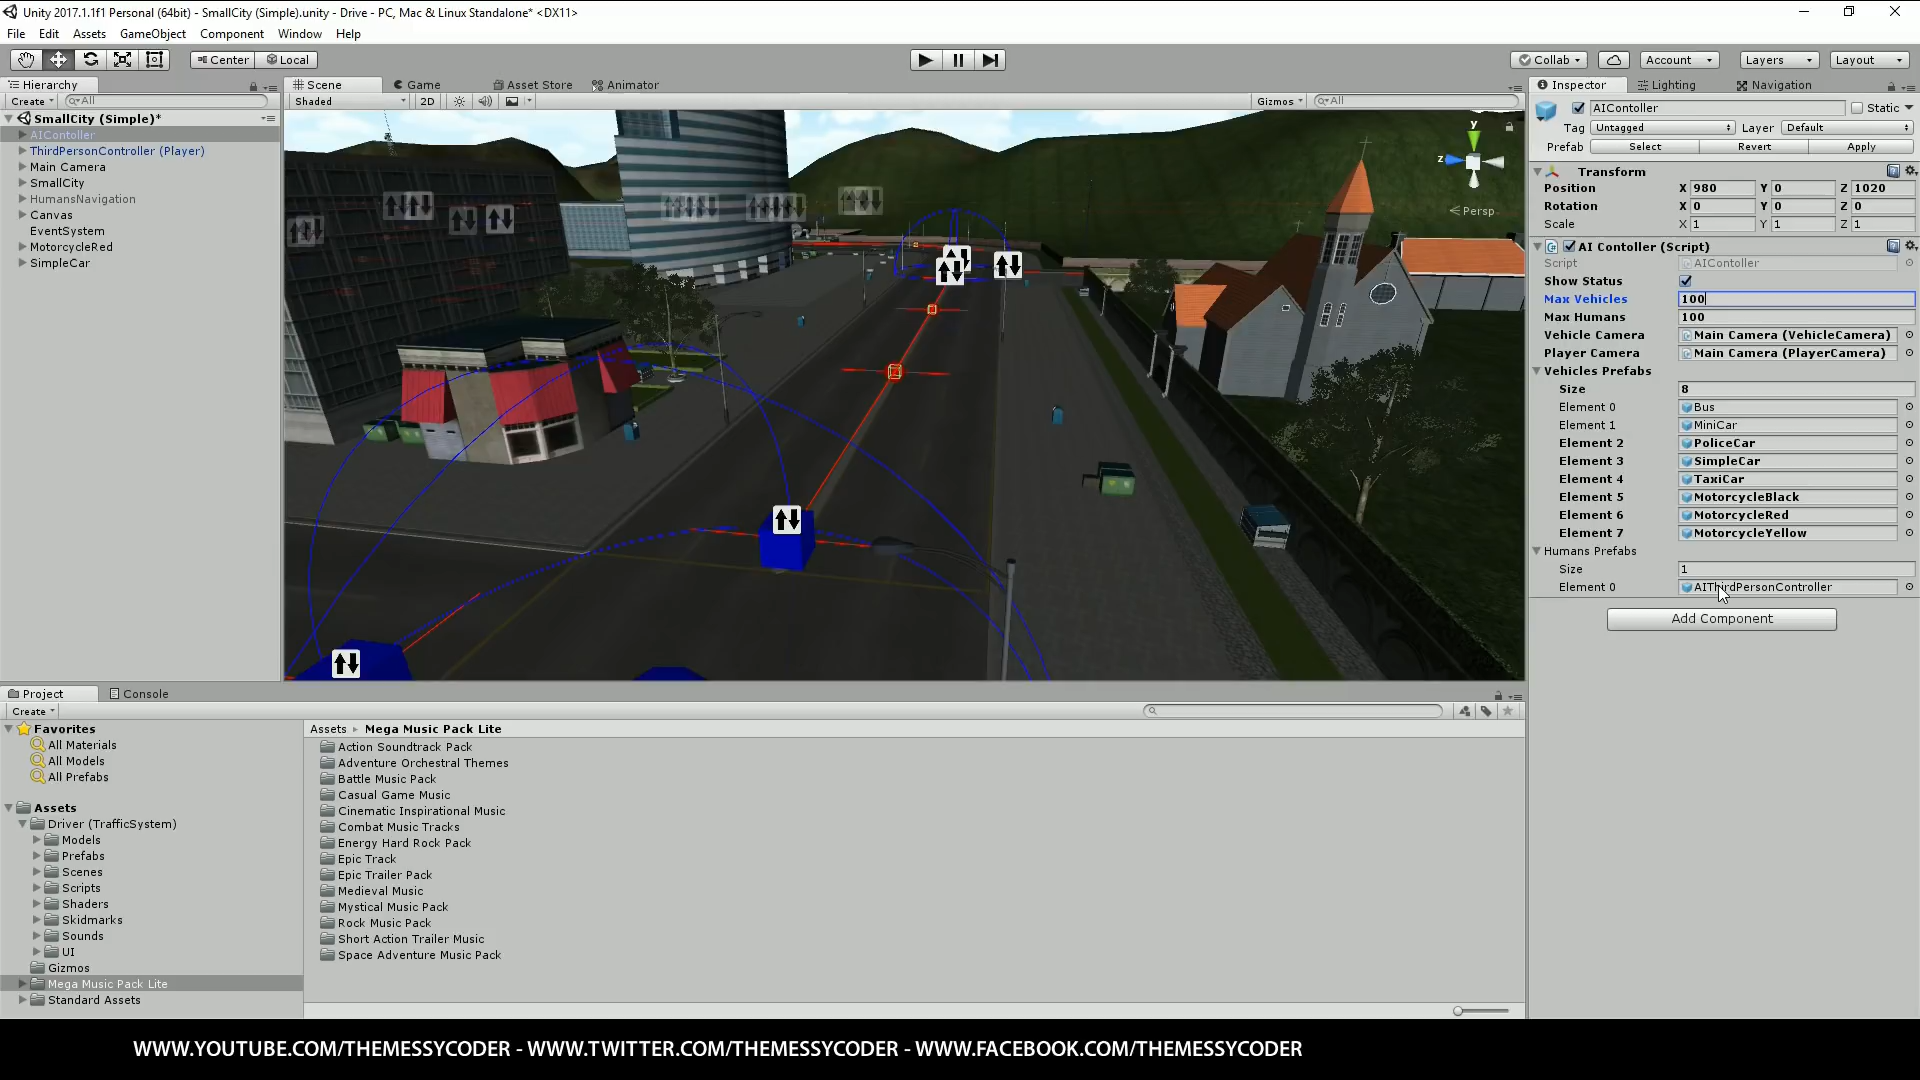 Unity 2017.1.1f1 Personal (64bit) - SmallCity (Simple).unity - Drive - PC, Mac & Linux Standalone* <DX11>
File Edit Assets GameObject Component Window Help
Center Local Collab Account Layers Layout
Hierarchy
Create All
SmallCity (Simple)*
AIContoller
ThirdPersonController (Player)
Main Camera
SmallCity
HumansNavigation
Canvas
EventSystem
MotorcycleRed
SimpleCar
Scene Game Asset Store Animator
Shaded 2D Gizmos All
y
z
Persp
Inspector Lighting Navigation
AIContoller Static
Tag Untagged Layer Default
Prefab Select Revert Apply
Transform
Position X 980 Y 0 Z 1020
Rotation X 0 Y 0 Z 0
Scale X 1 Y 1 Z 1
AI Contoller (Script)
Script AIContoller
Show Status
Max Vehicles 100
Max Humans 100
Vehicle Camera Main Camera (VehicleCamera)
Player Camera Main Camera (PlayerCamera)
Vehicles Prefabs
Size 8
Element 0 Bus
Element 1 MiniCar
Element 2 PoliceCar
Element 3 SimpleCar
Element 4 TaxiCar
Element 5 MotorcycleBlack
Element 6 MotorcycleRed
Element 7 MotorcycleYellow
Humans Prefabs
Size 1
Element 0 AIThirdPersonController
Add Component
Project Console
Create
Favorites
All Materials
All Models
All Prefabs
Assets
Driver (TrafficSystem)
Models
Prefabs
Scenes
Scripts
Shaders
Skidmarks
Sounds
UI
Gizmos
Mega Music Pack Lite
Standard Assets
Assets Mega Music Pack Lite
Action Soundtrack Pack
Adventure Orchestral Themes
Battle Music Pack
Casual Game Music
Cinematic Inspirational Music
Combat Music Tracks
Energy Hard Rock Pack
Epic Track
Epic Trailer Pack
Medieval Music
Mystical Music Pack
Rock Music Pack
Short Action Trailer Music
Space Adventure Music Pack
WWW.YOUTUBE.COM/THEMESSYCODER - WWW.TWITTER.COM/THEMESSYCODER - WWW.FACEBOOK.COM/THEMESSYCODER